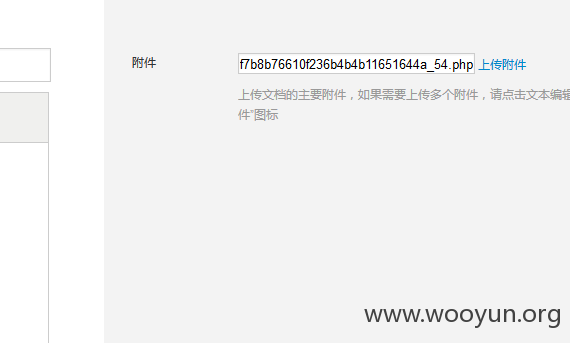 附件
f7b8b76610f236b4b4b11651644a_54.php 上传附件
上传文档的主要附件，如果需要上传多个附件，请点击文本编辑
件"图标
www.wooyun.org